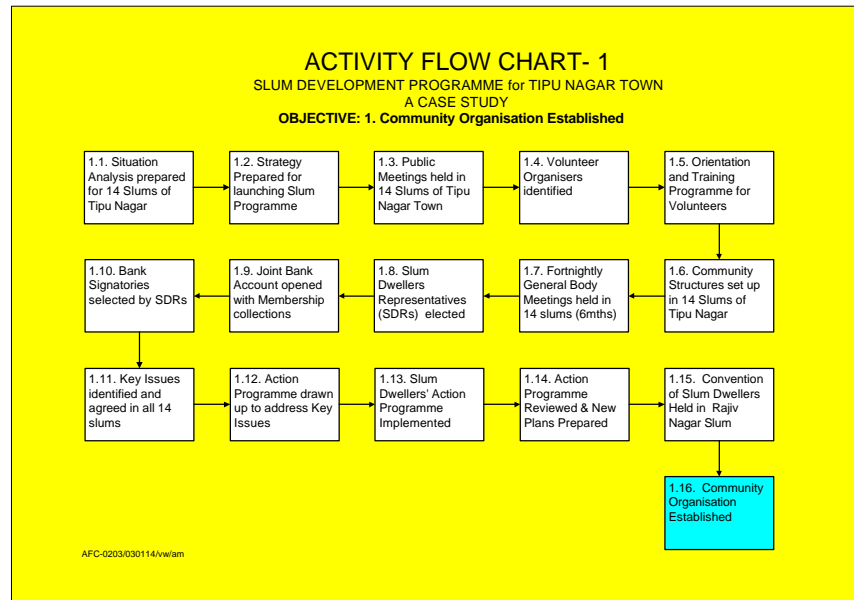 ACTIVITY FLOW CHART- 1
SLUM DEVELOPMENT PROGRAMME for TIPU NAGAR TOWN
A CASE STUDY
OBJECTIVE: 1. Community Organisation Established
1.1. Situation
Analysis prepared
for 14 Slums of
Tipu Nagar
1.2. Strategy
Prepared for
launching Slum
Programme
1.3. Public
Meetings held in
14 Slums of Tipu
Nagar Town
1.4. Volunteer
Organisers
identified
1.5. Orientation
and Training
Programme for
Volunteers
1.6. Community
Structures set up
in 14 Slums of
Tipu Nagar
1.7. Fortnightly
General Body
Meetings held in
14 slums (6mths)
1.8. Slum
Dwellers
Representatives
(SDRs) elected
1.9. Joint Bank
Account opened
with Membership
collections
1.10. Bank
Signatories
selected by SDRs
1.11. Key Issues
identified and
agreed in all 14
slums
1.12. Action
Programme drawn
up to address Key
Issues
1.13. Slum
Dwellers' Action
Programme
Implemented
1.14. Action
Programme
Reviewed & New
Plans Prepared
1.15. Convention
of Slum Dwellers
Held in Rajiv
Nagar Slum
1.16. Community
Organisation
Established
AFC-0203/030114/vw/am